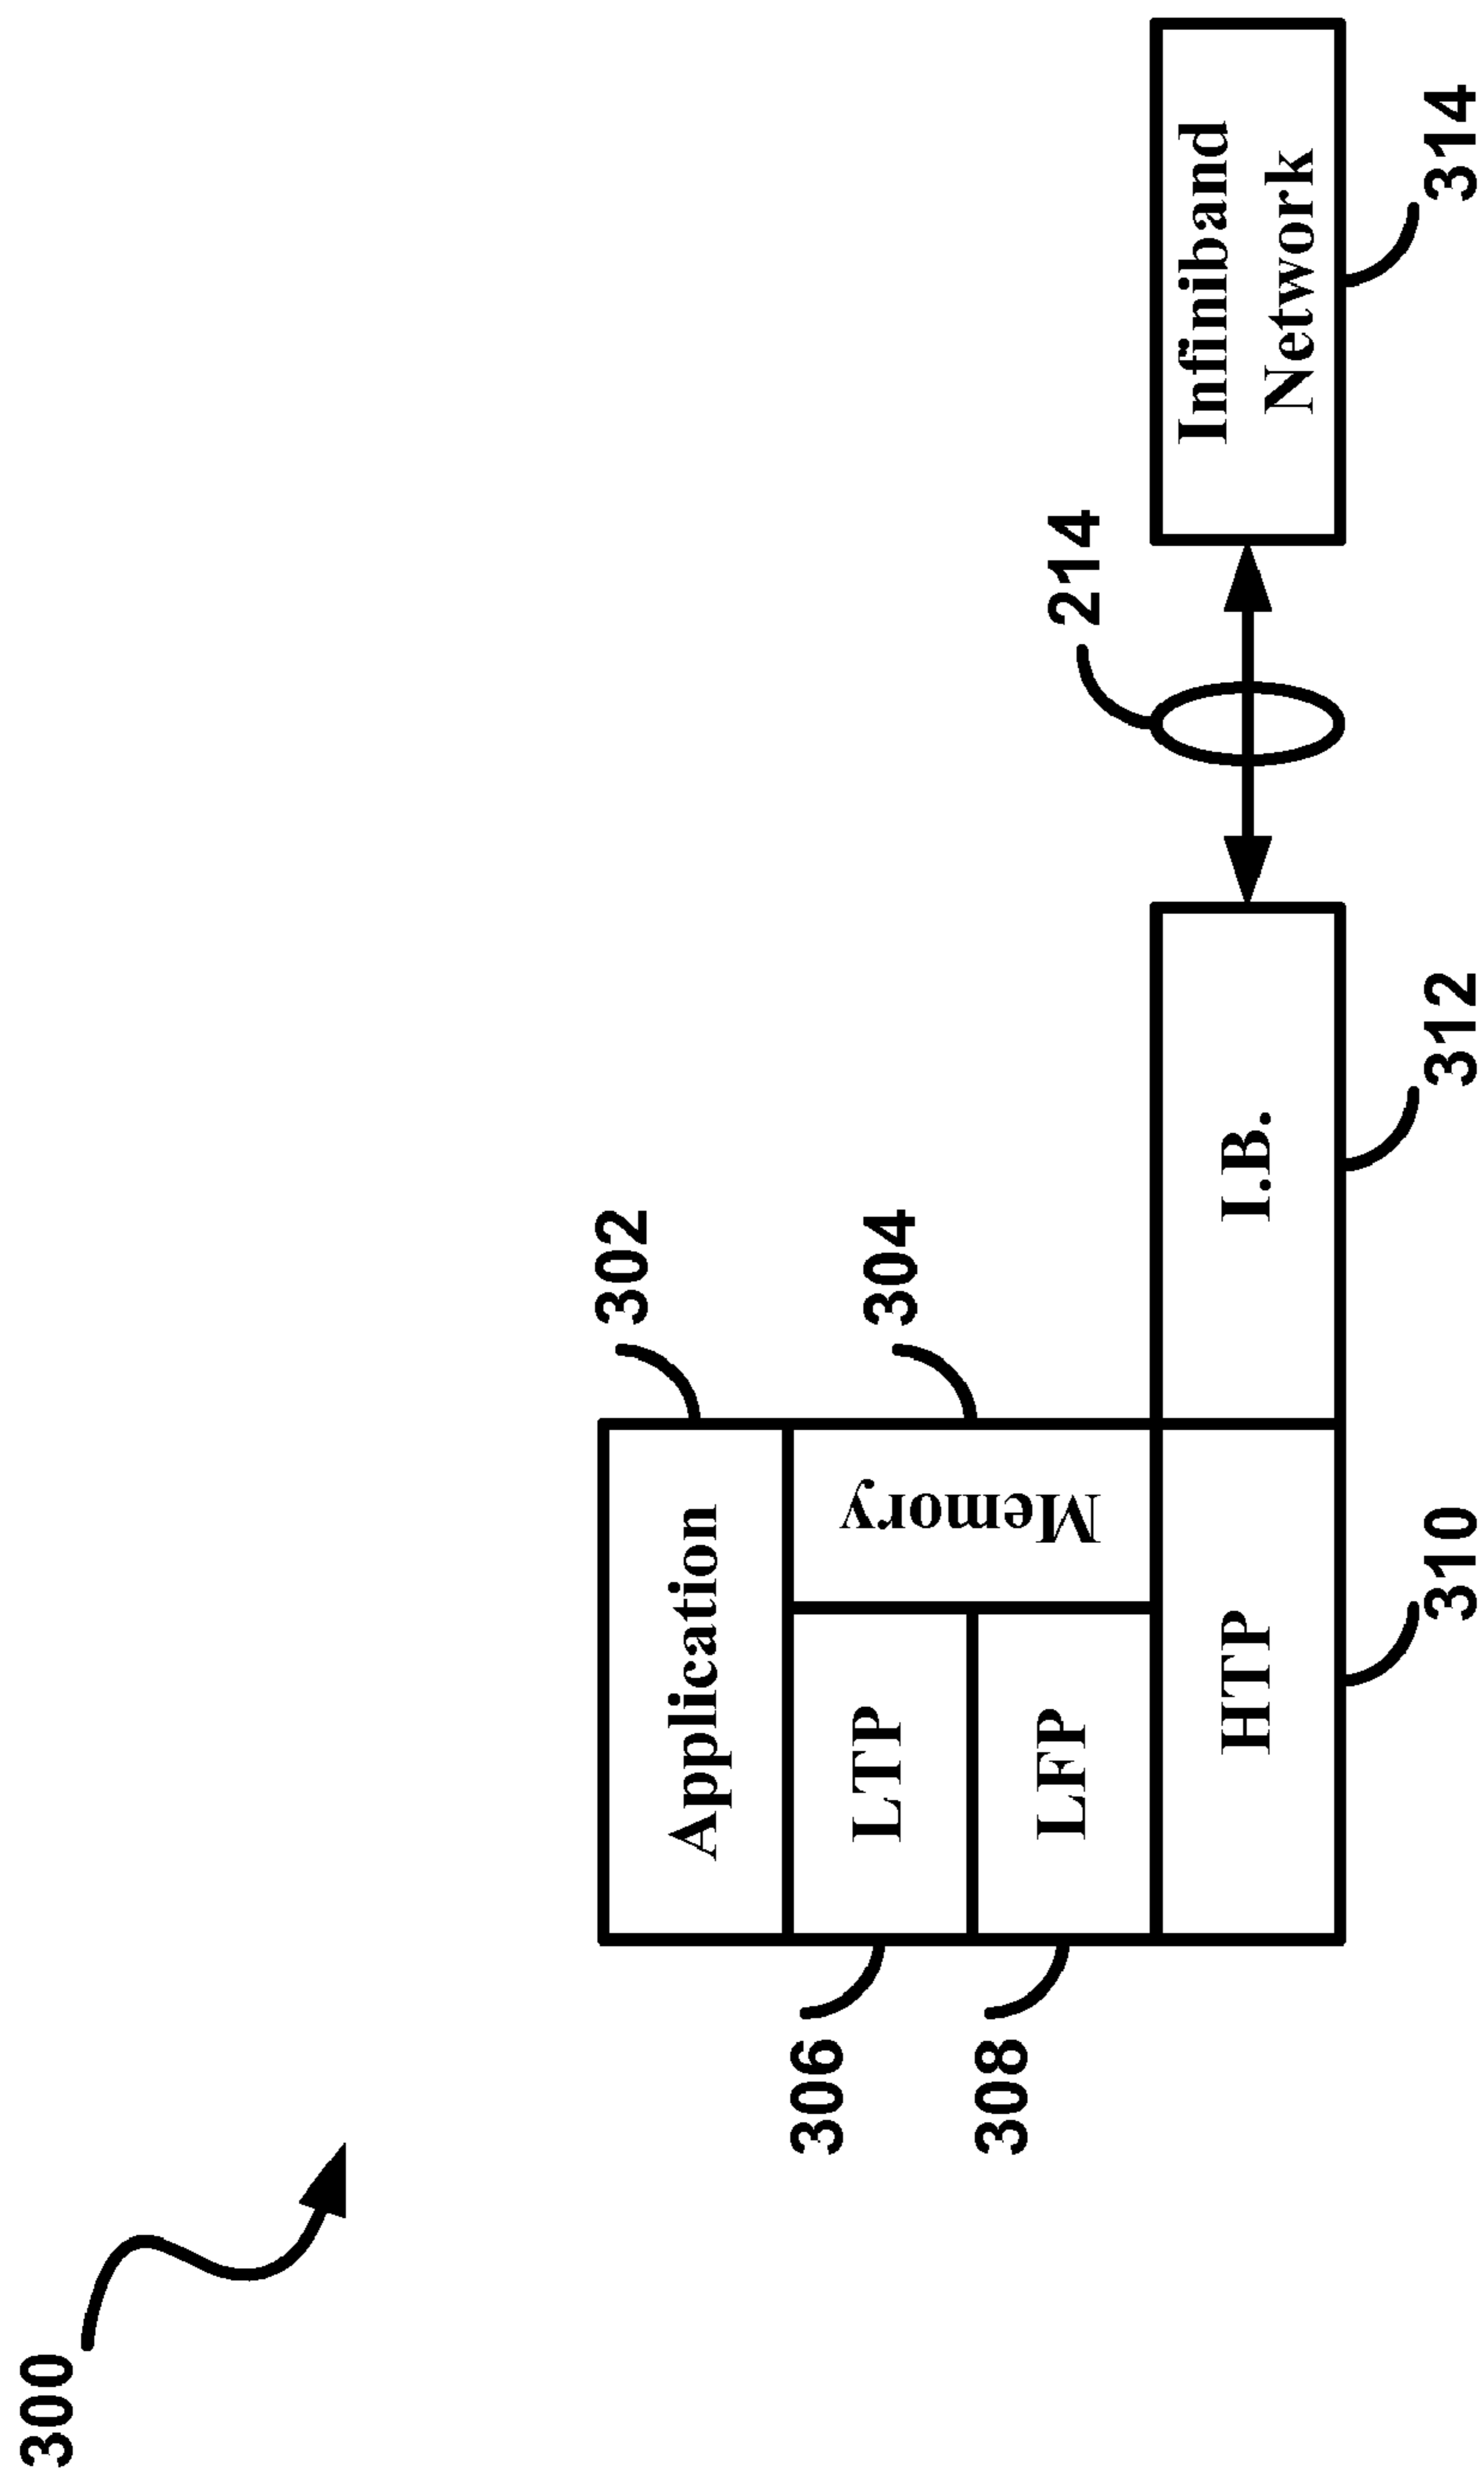 300
302
Application
304
Memory
306
LTP
308
LFP
HTP
310
I.B.
312
214
Infiniband
Network
314